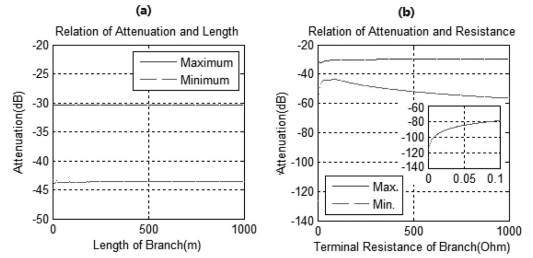 (a)
Relation of Attenuation and Length
-20
-25
-30
-35
-40
-45
-50
Attenuation(dB)
Maximum
Minimum
0
500
1000
Length of Branch(m)
(b)
Relation of Attenuation and Resistance
-20
-40
-60
-80
-100
-120
-140
Attenuation(dB)
-60
-80
-100
-120
-140
0
0.05
0.1
Max.
Min.
0
500
1000
Terminal Resistance of Branch(Ohm)